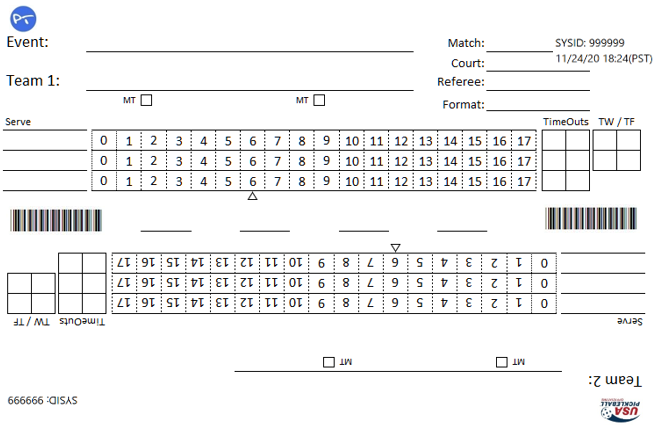 Event:
Match:
SYSID: 999999
11/24/20 18:24(PST)
Court:
Team 1:
Referee:
MT
MT
Format:
Serve
TimeOuts
TW / TF
0 1 2 3 4 5 6 7 8 9 10 11 12 13 14 15 16 17
0 1 2 3 4 5 6 7 8 9 10 11 12 13 14 15 16 17
0 1 2 3 4 5 6 7 8 9 10 11 12 13 14 15 16 17
Serve
TimeOuts
TW / TF
0 1 2 3 4 5 6 7 8 9 10 11 12 13 14 15 16 17
0 1 2 3 4 5 6 7 8 9 10 11 12 13 14 15 16 17
0 1 2 3 4 5 6 7 8 9 10 11 12 13 14 15 16 17
Team 2:
MT
MT
SYSID: 999999
USA
PICKLEBALL